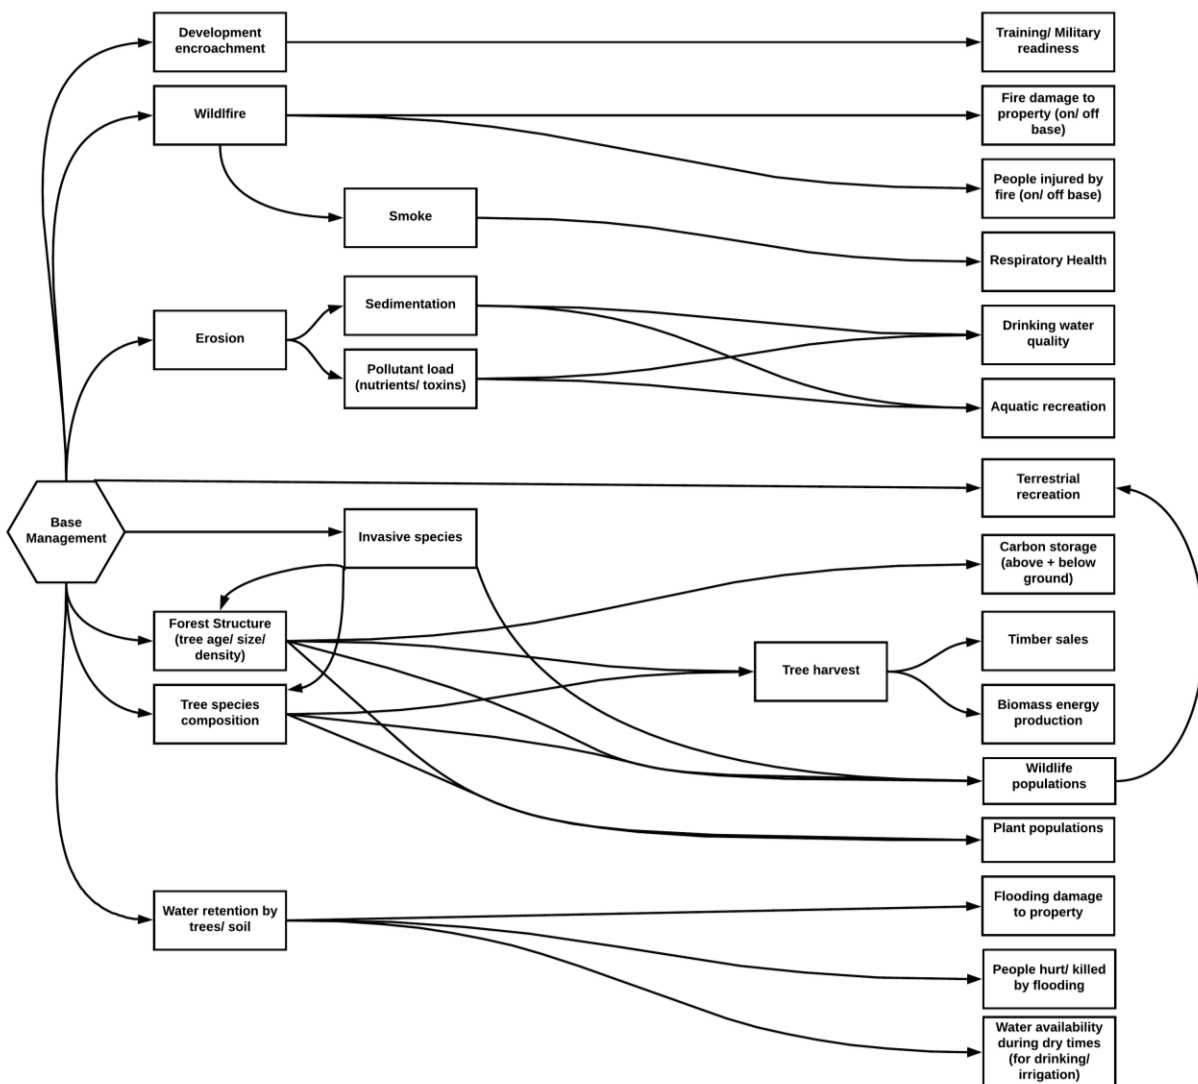 Development
encroachment
Training/ Military
readiness
Wildlfire
Fire damage to
property (on/ off
base)
People injured by
fire (on/ off base)
Smoke
Respiratory Health
Erosion
Sedimentation
Pollutant load
(nutrients/ toxins)
Drinking water
quality
Aquatic recreation
Base
Management
Terrestrial
recreation
Invasive species
Carbon storage
(above + below
ground)
Forest Structure
(tree age/ size/
density)
Tree species
composition
Tree harvest
Timber sales
Biomass energy
production
Wildlife
populations
Plant populations
Water retention by
trees/ soil
Flooding damage
to property
People hurt/ killed
by flooding
Water availability
during dry times
(for drinking/
irrigation)